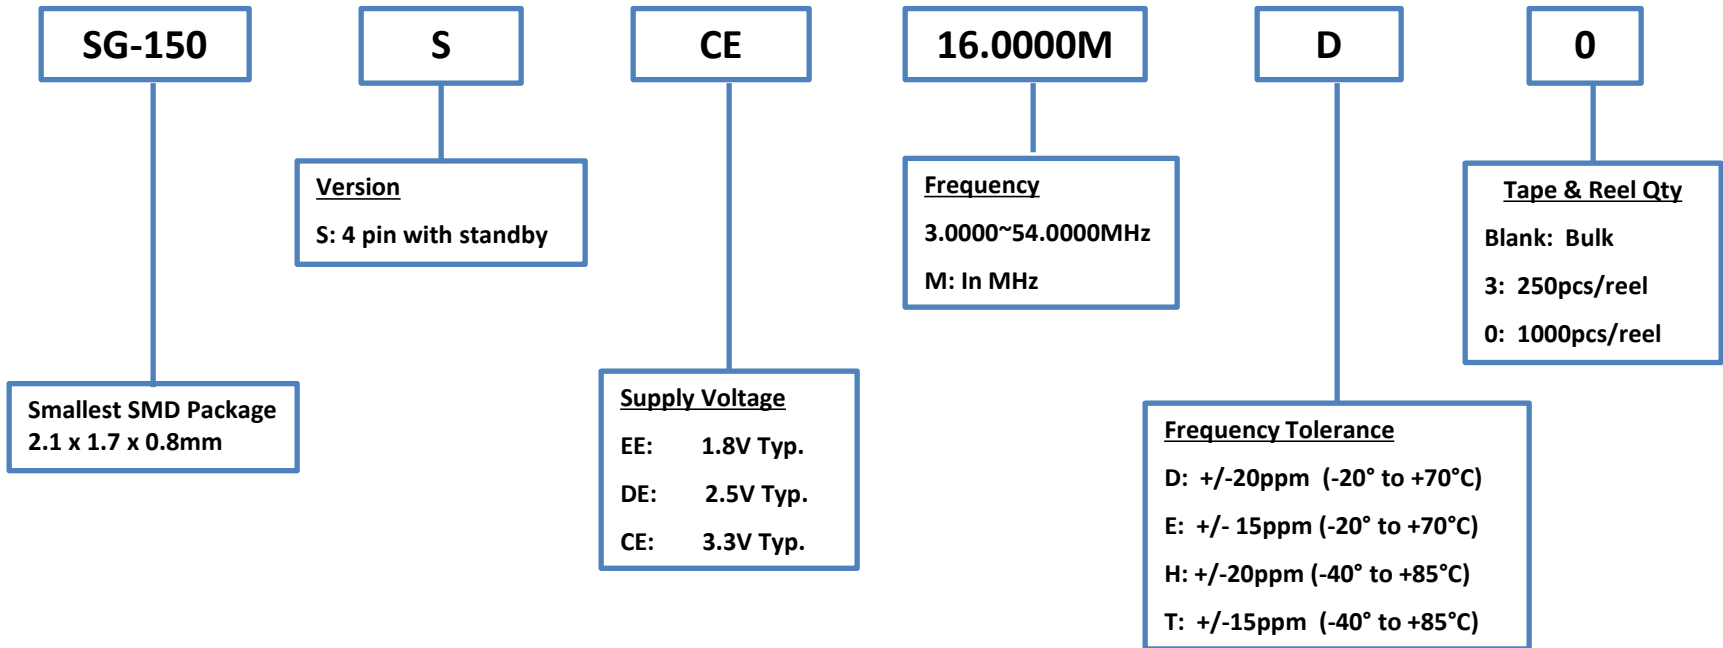 SG-150
S
CE
16.0000M
D
0
Version
S: 4 pin with standby
Frequency
3.0000~54.0000MHz
M: In MHz
Tape & Reel Qty
Blank: Bulk
3: 250pcs/reel
0: 1000pcs/reel
Smallest SMD Package
2.1 x 1.7 x 0.8mm
Supply Voltage
EE: 1.8V Typ.
DE: 2.5V Typ.
CE: 3.3V Typ.
Frequency Tolerance
D: +/-20ppm (-20° to +70°C)
E: +/- 15ppm (-20° to +70°C)
H: +/-20ppm (-40° to +85°C)
T: +/-15ppm (-40° to +85°C)